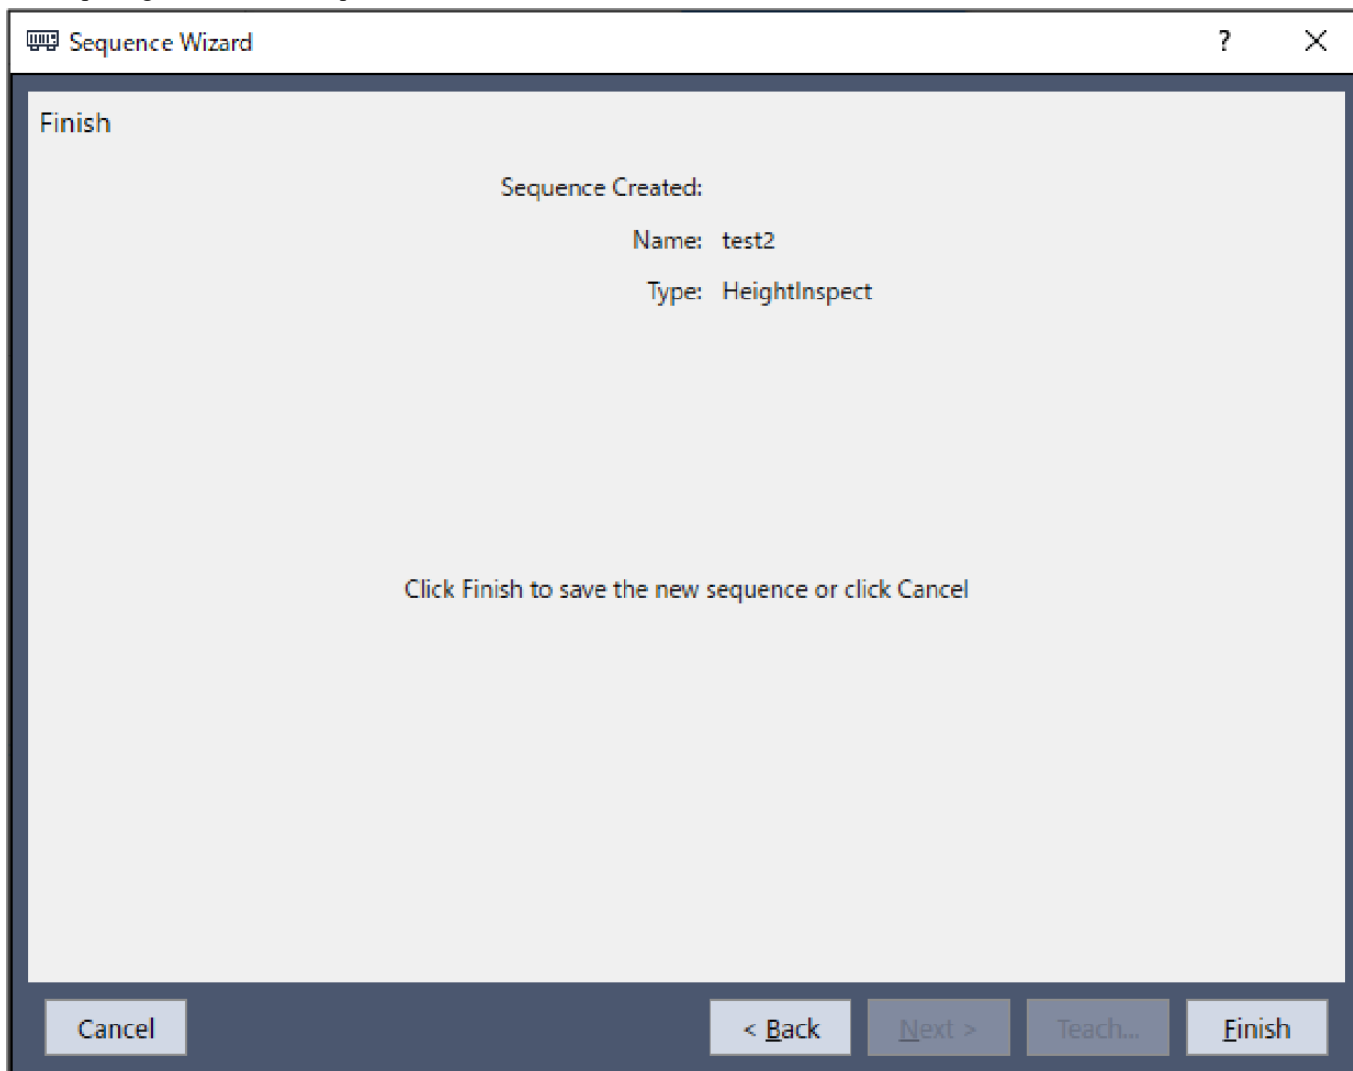 Sequence Wizard
?
Finish
Sequence Created:
Name: test2
Type: HeightInspect
Click Finish to save the new sequence or click Cancel
Cancel
< Back
Next >
Teach...
Finish